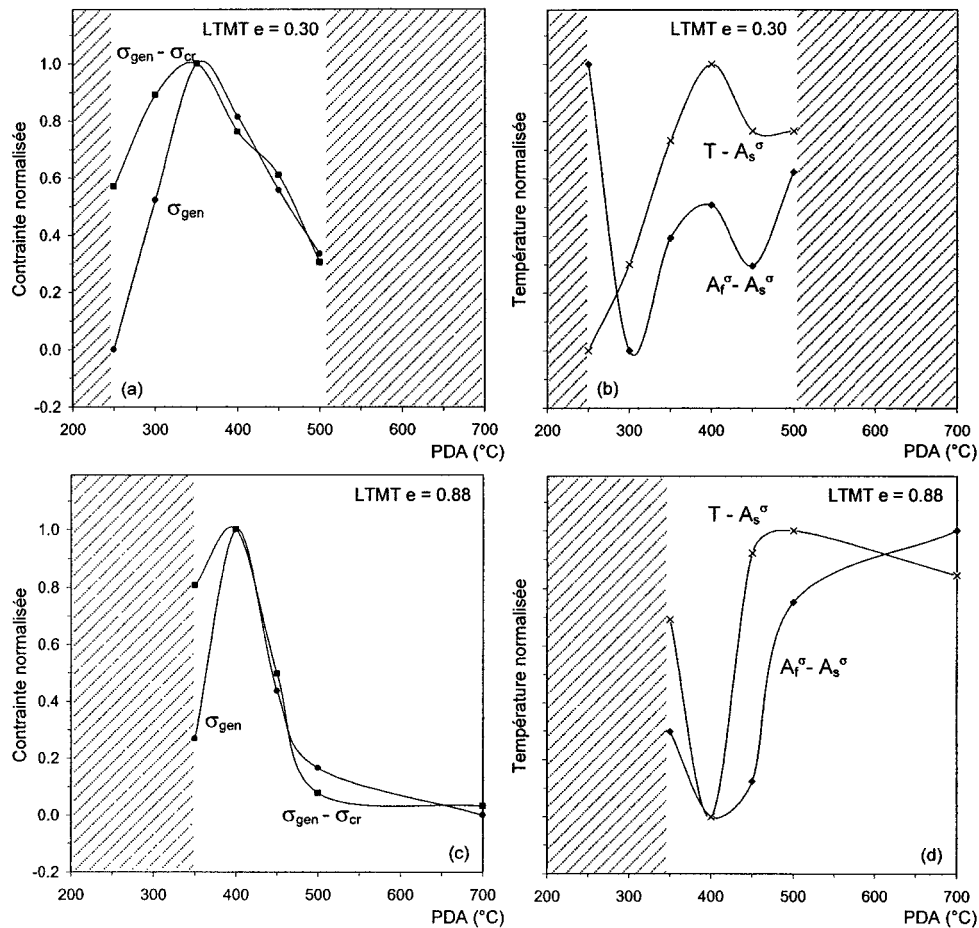 LTMT e = 0.30
σgen - σcr
σgen
Contrainte normalisée
1.0
0.8
0.6
0.4
0.2
0.0
-0.2
(a)
200 300 400 500 600 700
PDA (°C)
LTMT e = 0.30
T - Asσ
Afσ - Asσ
Température normalisée
(b)
200 300 400 500 600 700
PDA (°C)
LTMT e = 0.88
σgen
σgen - σcr
Contrainte normalisée
1.0
0.8
0.6
0.4
0.2
0.0
-0.2
(c)
200 300 400 500 600 700
PDA (°C)
LTMT e = 0.88
T - Asσ
Afσ - Asσ
Température normalisée
(d)
200 300 400 500 600 700
PDA (°C)